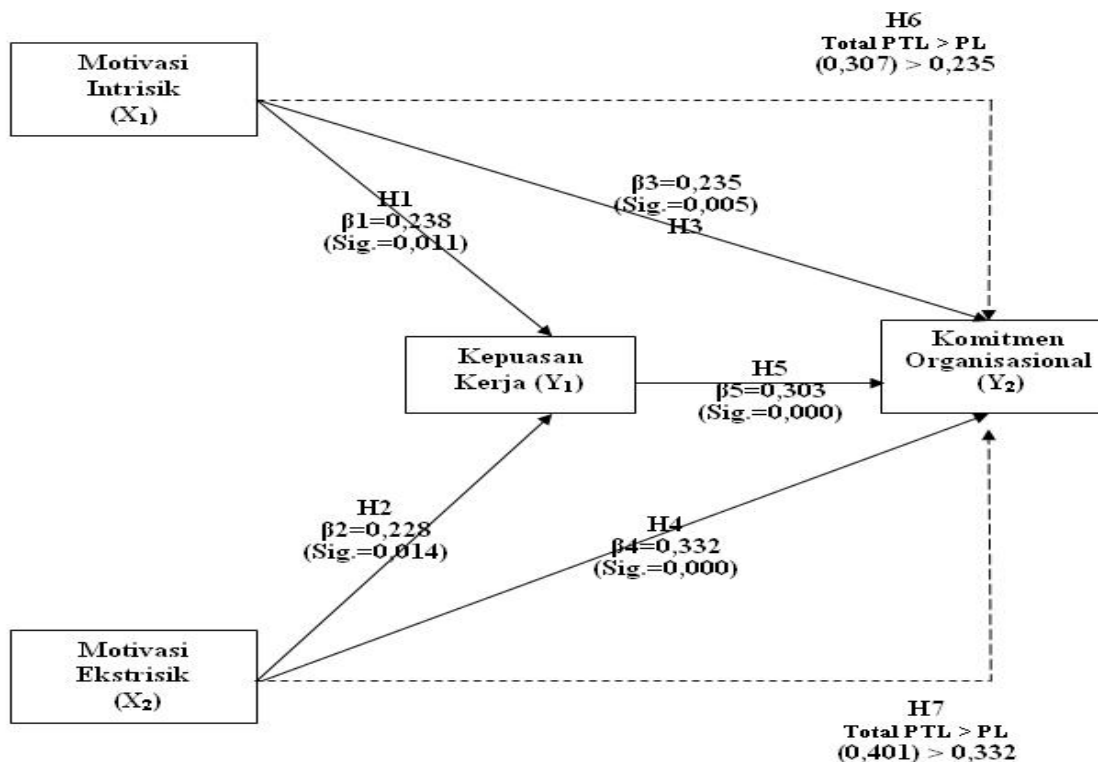 H6
Total PTL > PL
(0,307) > 0,235
Motivasi
Intrisik
(X₁)
β3=0,235
(Sig.=0,005)
H3
H1
β1=0,238
(Sig.=0,011)
Kepuasan
Kerja (Y₁)
H5
β5=0,303
(Sig.=0,000)
Komitmen
Organisasional
(Y₂)
H2
β2=0,228
(Sig.=0,014)
H4
β4=0,332
(Sig.=0,000)
Motivasi
Ekstrisik
(X₂)
H7
Total PTL > PL
(0,401) > 0,332